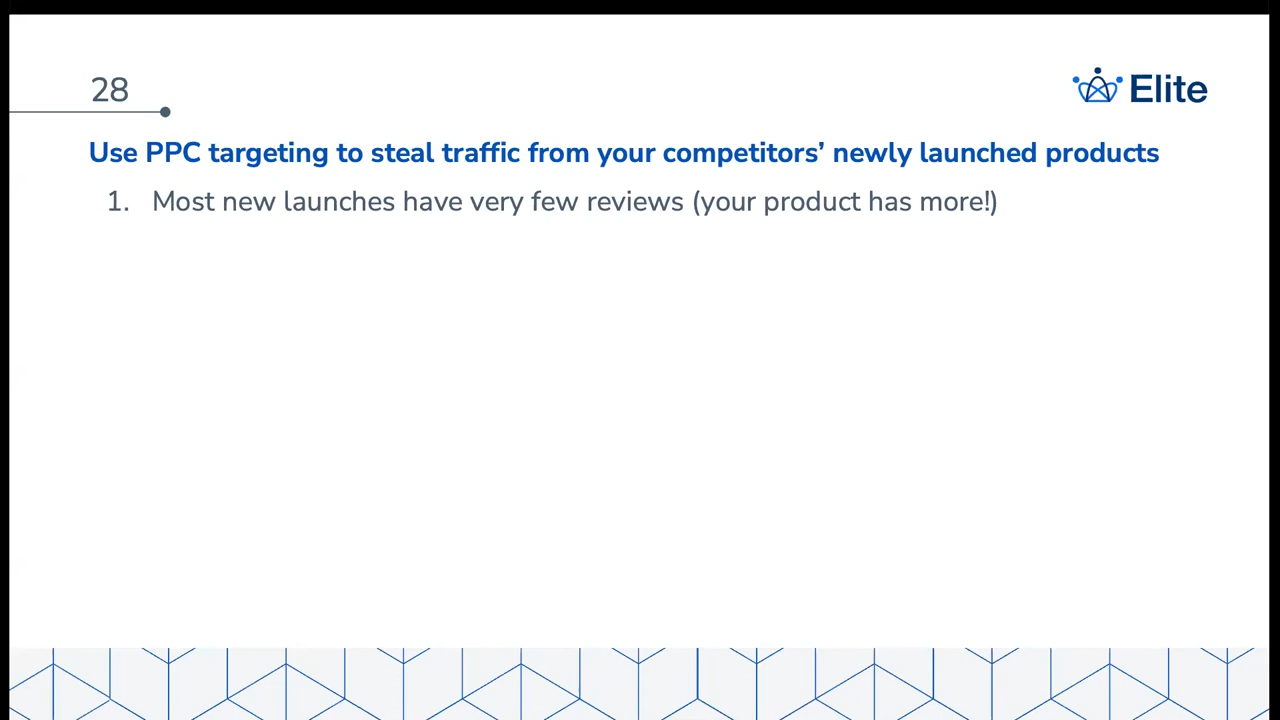 28
Elite
Use PPC targeting to steal traffic from your competitors’ newly launched products
1. Most new launches have very few reviews (your product has more!)